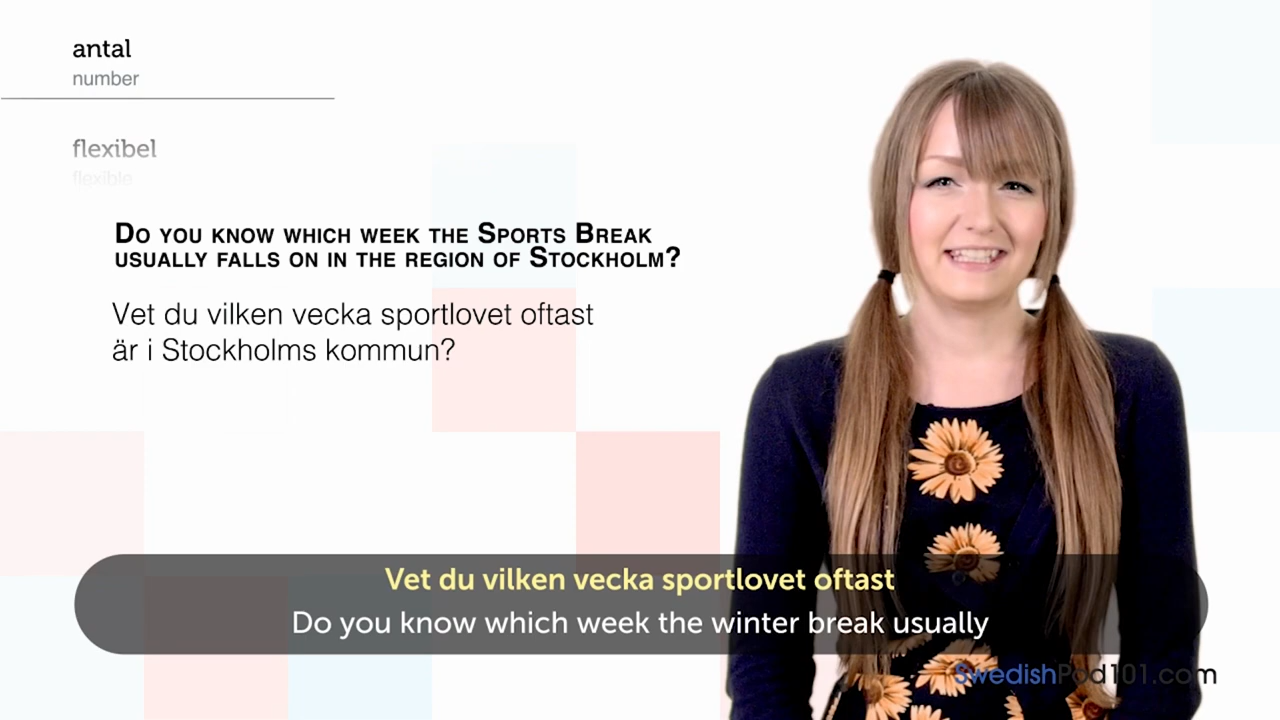 antal
number
flexibel
flexible
Do you know which week the Sports Break
usually falls on in the region of Stockholm?
Vet du vilken vecka sportlovet oftast
är i Stockholms kommun?
Vet du vilken vecka sportlovet oftast
Do you know which week the winter break usually
SwedishPod101.com